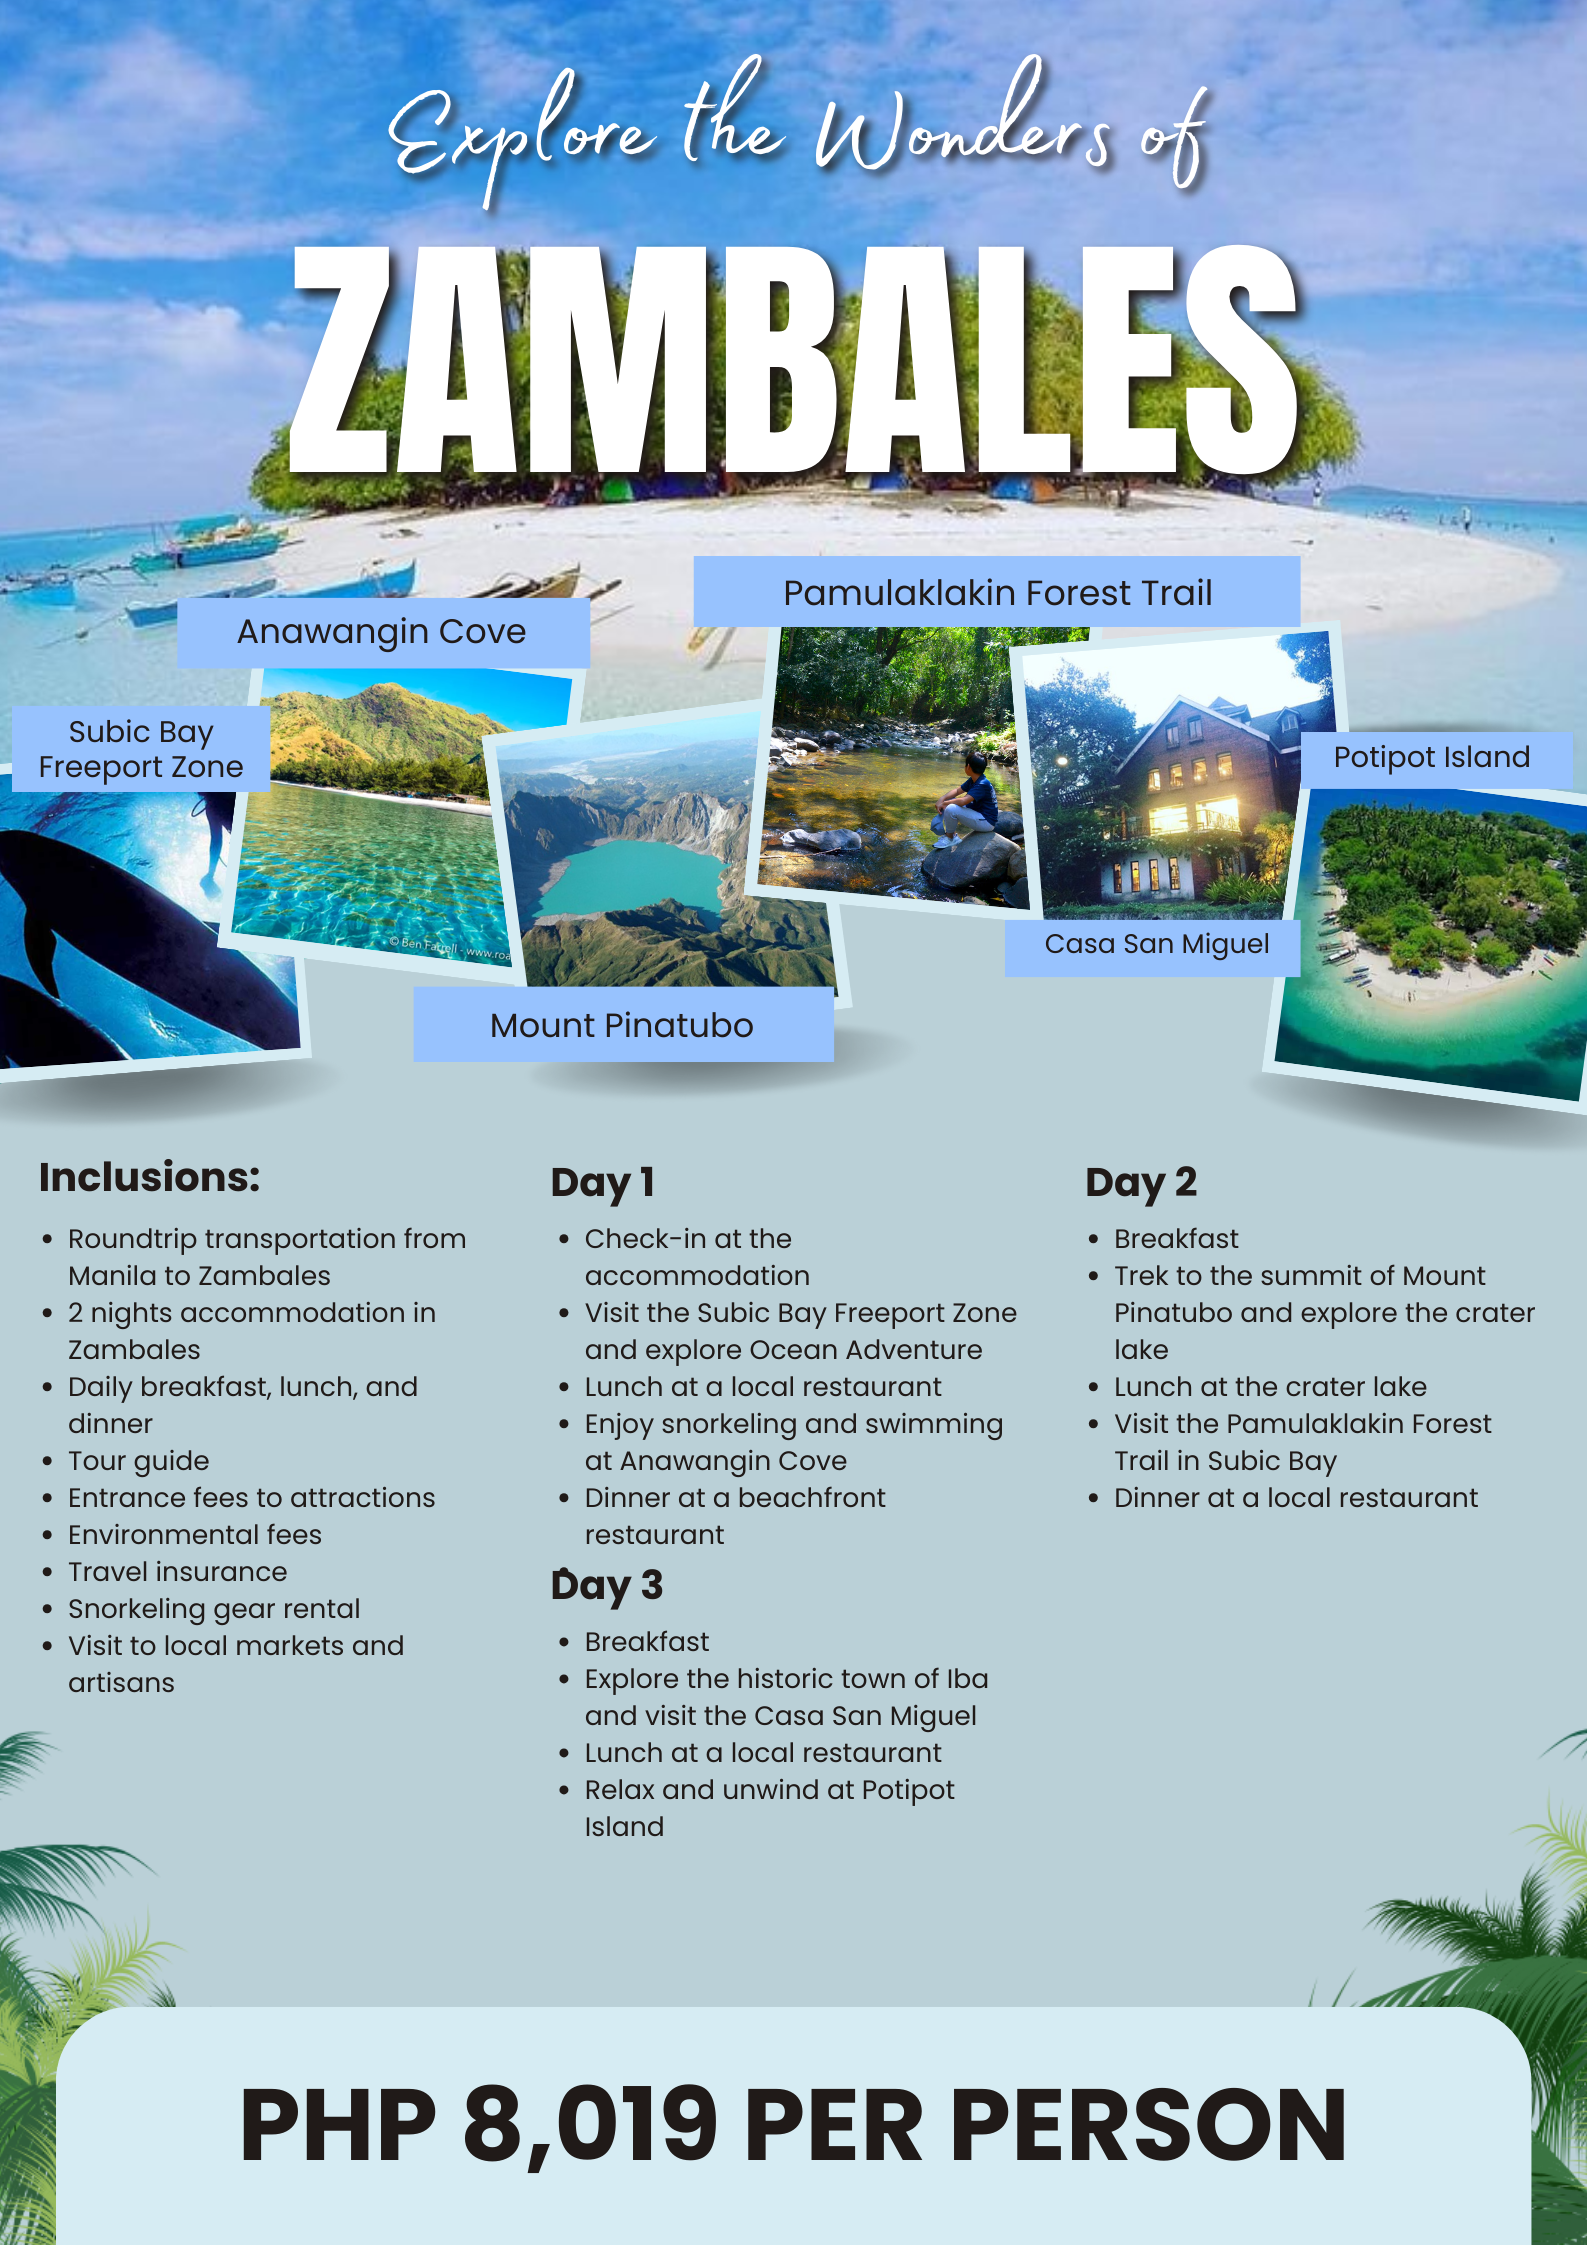 Explore the Wonders of
ZAMBALES
Pamulaklakin Forest Trail
Anawangin Cove
Subic Bay
Freeport Zone
Potipot Island
© Ben Farrell - www.roa
Casa San Miguel
Mount Pinatubo
Inclusions:
• Roundtrip transportation from
Manila to Zambales
• 2 nights accommodation in
Zambales
• Daily breakfast, lunch, and
dinner
• Tour guide
• Entrance fees to attractions
• Environmental fees
• Travel insurance
• Snorkeling gear rental
• Visit to local markets and
artisans
Day 1
• Check-in at the
accommodation
• Visit the Subic Bay Freeport Zone
and explore Ocean Adventure
• Lunch at a local restaurant
• Enjoy snorkeling and swimming
at Anawangin Cove
• Dinner at a beachfront
restaurant
Day 2
• Breakfast
• Trek to the summit of Mount
Pinatubo and explore the crater
lake
• Lunch at the crater lake
• Visit the Pamulaklakin Forest
Trail in Subic Bay
• Dinner at a local restaurant
Day 3
• Breakfast
• Explore the historic town of Iba
and visit the Casa San Miguel
• Lunch at a local restaurant
• Relax and unwind at Potipot
Island
PHP 8,019 PER PERSON